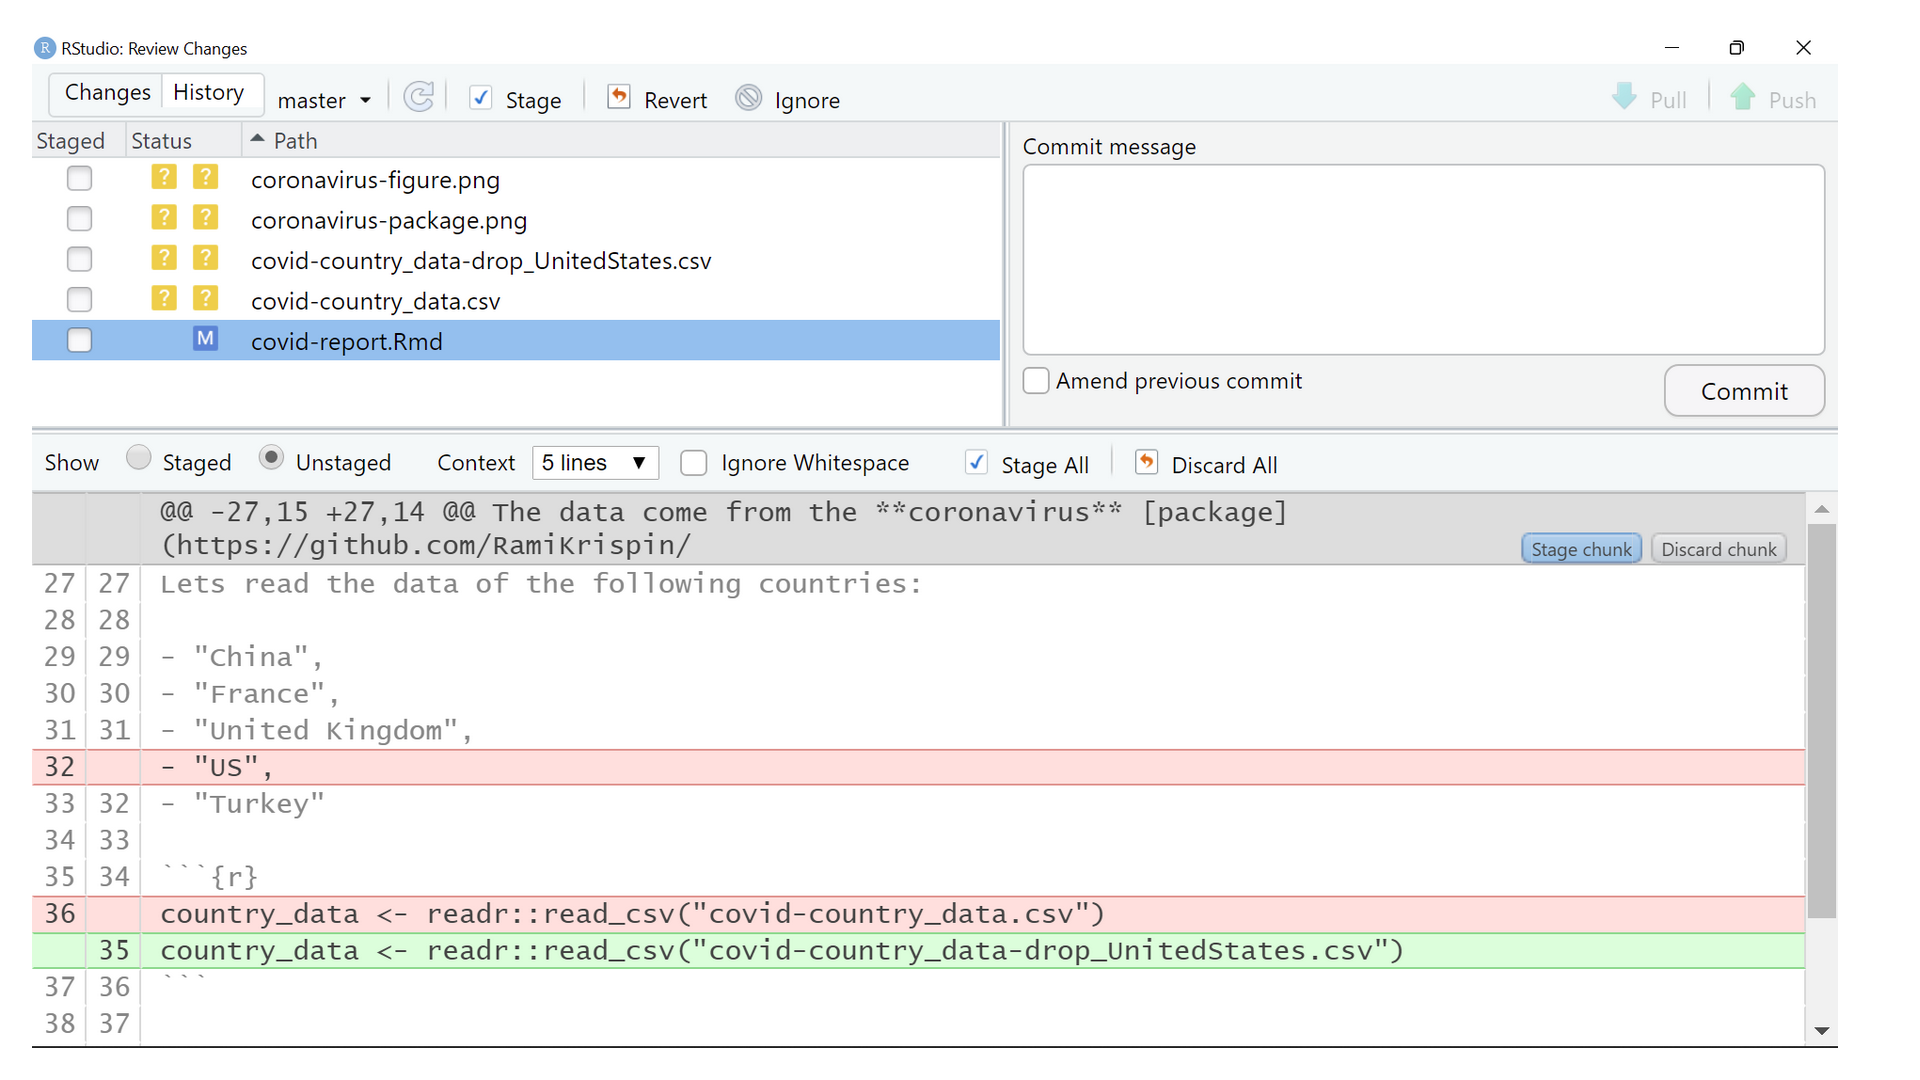 R RStudio: Review Changes
Changes History master Stage Revert Ignore Pull Push
Staged Status Path
Commit message
? ? coronavirus-figure.png
? ? coronavirus-package.png
? ? covid-country_data-drop_UnitedStates.csv
? ? covid-country_data.csv
M covid-report.Rmd
Amend previous commit
Commit
Show Staged Unstaged Context 5 lines Ignore Whitespace Stage All Discard All
@@ -27,15 +27,14 @@ The data come from the **coronavirus** [package]
(https://github.com/RamiKrispin/
Stage chunk Discard chunk
27 27 Lets read the data of the following countries:
28 28
29 29 - "China",
30 30 - "France",
31 31 - "United Kingdom",
32 - "US",
33 32 - "Turkey"
34 33
35 34 ```{r}
36 country_data <- readr::read_csv("covid-country_data.csv")
35 country_data <- readr::read_csv("covid-country_data-drop_UnitedStates.csv")
37 36 ```
38 37